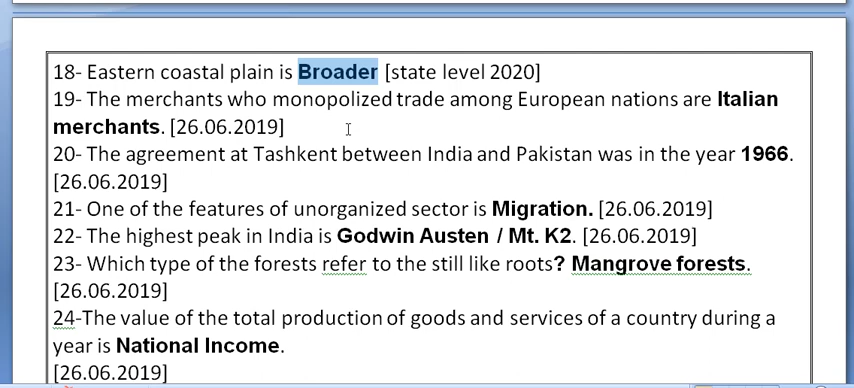 18- Eastern coastal plain is Broader [state level 2020]
19- The merchants who monopolized trade among European nations are Italian
merchants. [26.06.2019]
20- The agreement at Tashkent between India and Pakistan was in the year 1966.
[26.06.2019]
21- One of the features of unorganized sector is Migration. [26.06.2019]
22- The highest peak in India is Godwin Austen / Mt. K2. [26.06.2019]
23- Which type of the forests refer to the still like roots? Mangrove forests.
[26.06.2019]
24-The value of the total production of goods and services of a country during a
year is National Income.
[26.06.2019]